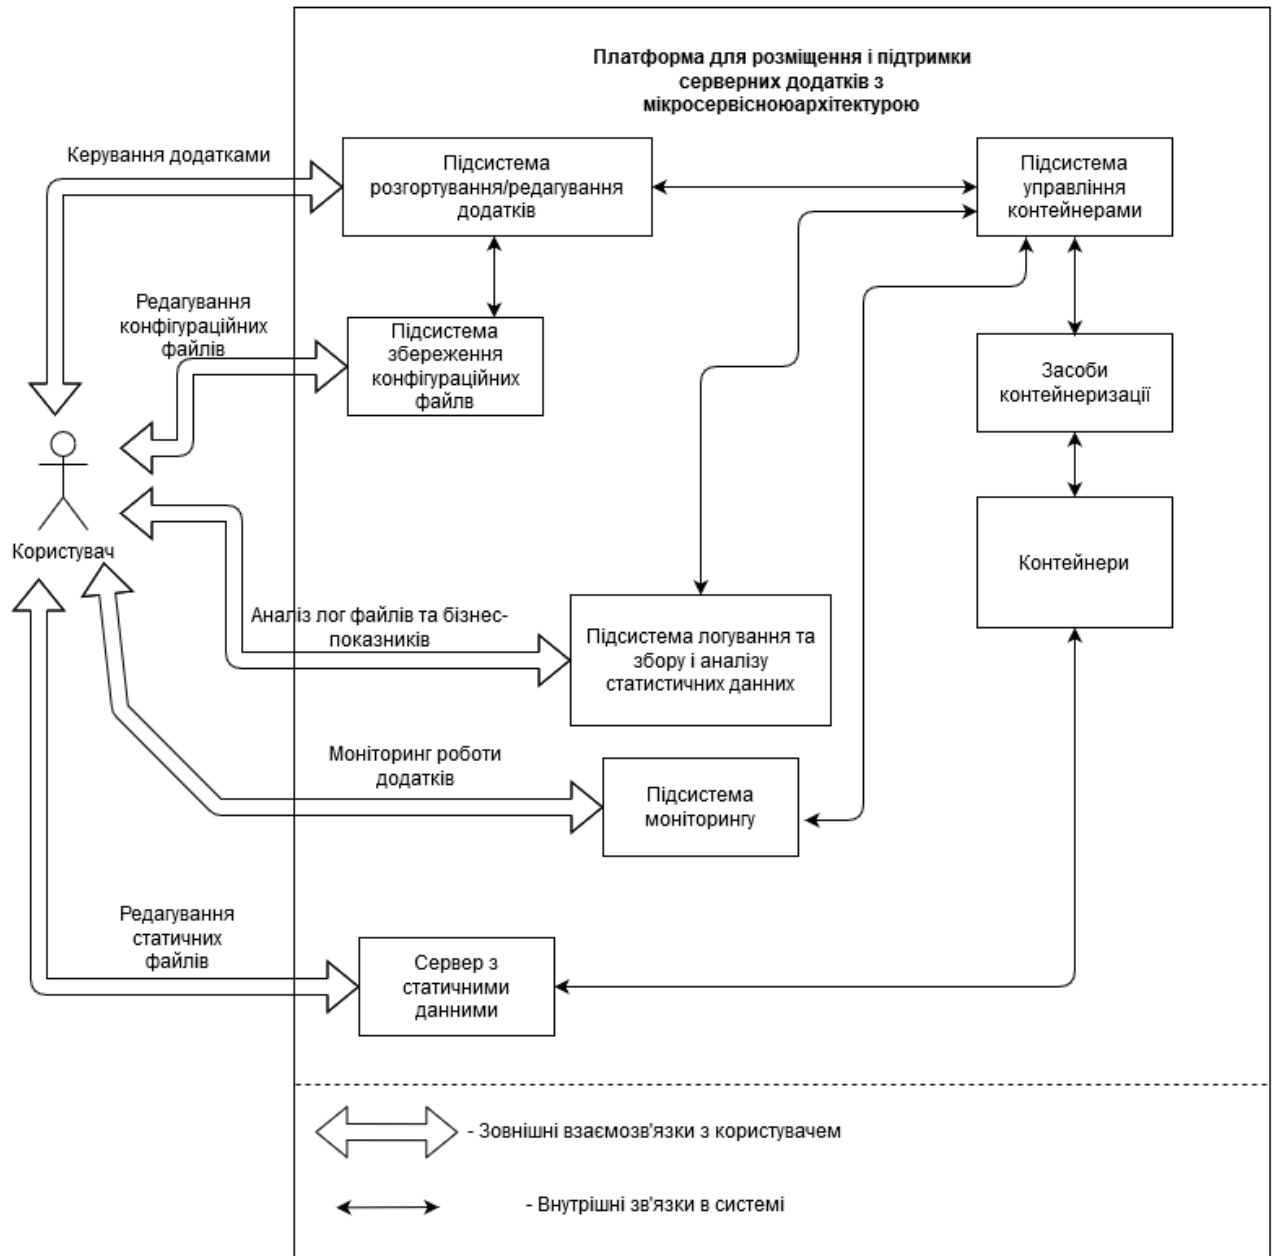 Платформа для розміщення і підтримки
серверних додатків з
мікросервісноюархітектурою
Керування додатками
Підсистема
розгортування/редагування
додатків
Підсистема
управління
контейнерами
Редагування
конфігураційних
файлів
Підсистема
збереження
конфігураційних
файлв
Засоби
контейнеризації
Користувач
Контейнери
Аналіз лог файлів та бізнес-
показників
Підсистема логування та
збору і аналізу
статистичних данних
Моніторинг роботи
додатків
Підсистема
моніторингу
Редагування
статичних
файлів
Сервер з
статичними
данними
- Зовнішні взаємозв'язки з користувачем
- Внутрішні зв'язки в системі